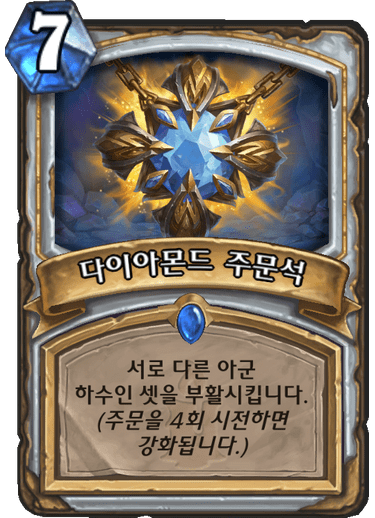 7
다이아몬드 주문석
서로 다른 아군
하수인 셋을 부활시킵니다.
(주문을 4회 시전하면
강화됩니다.)